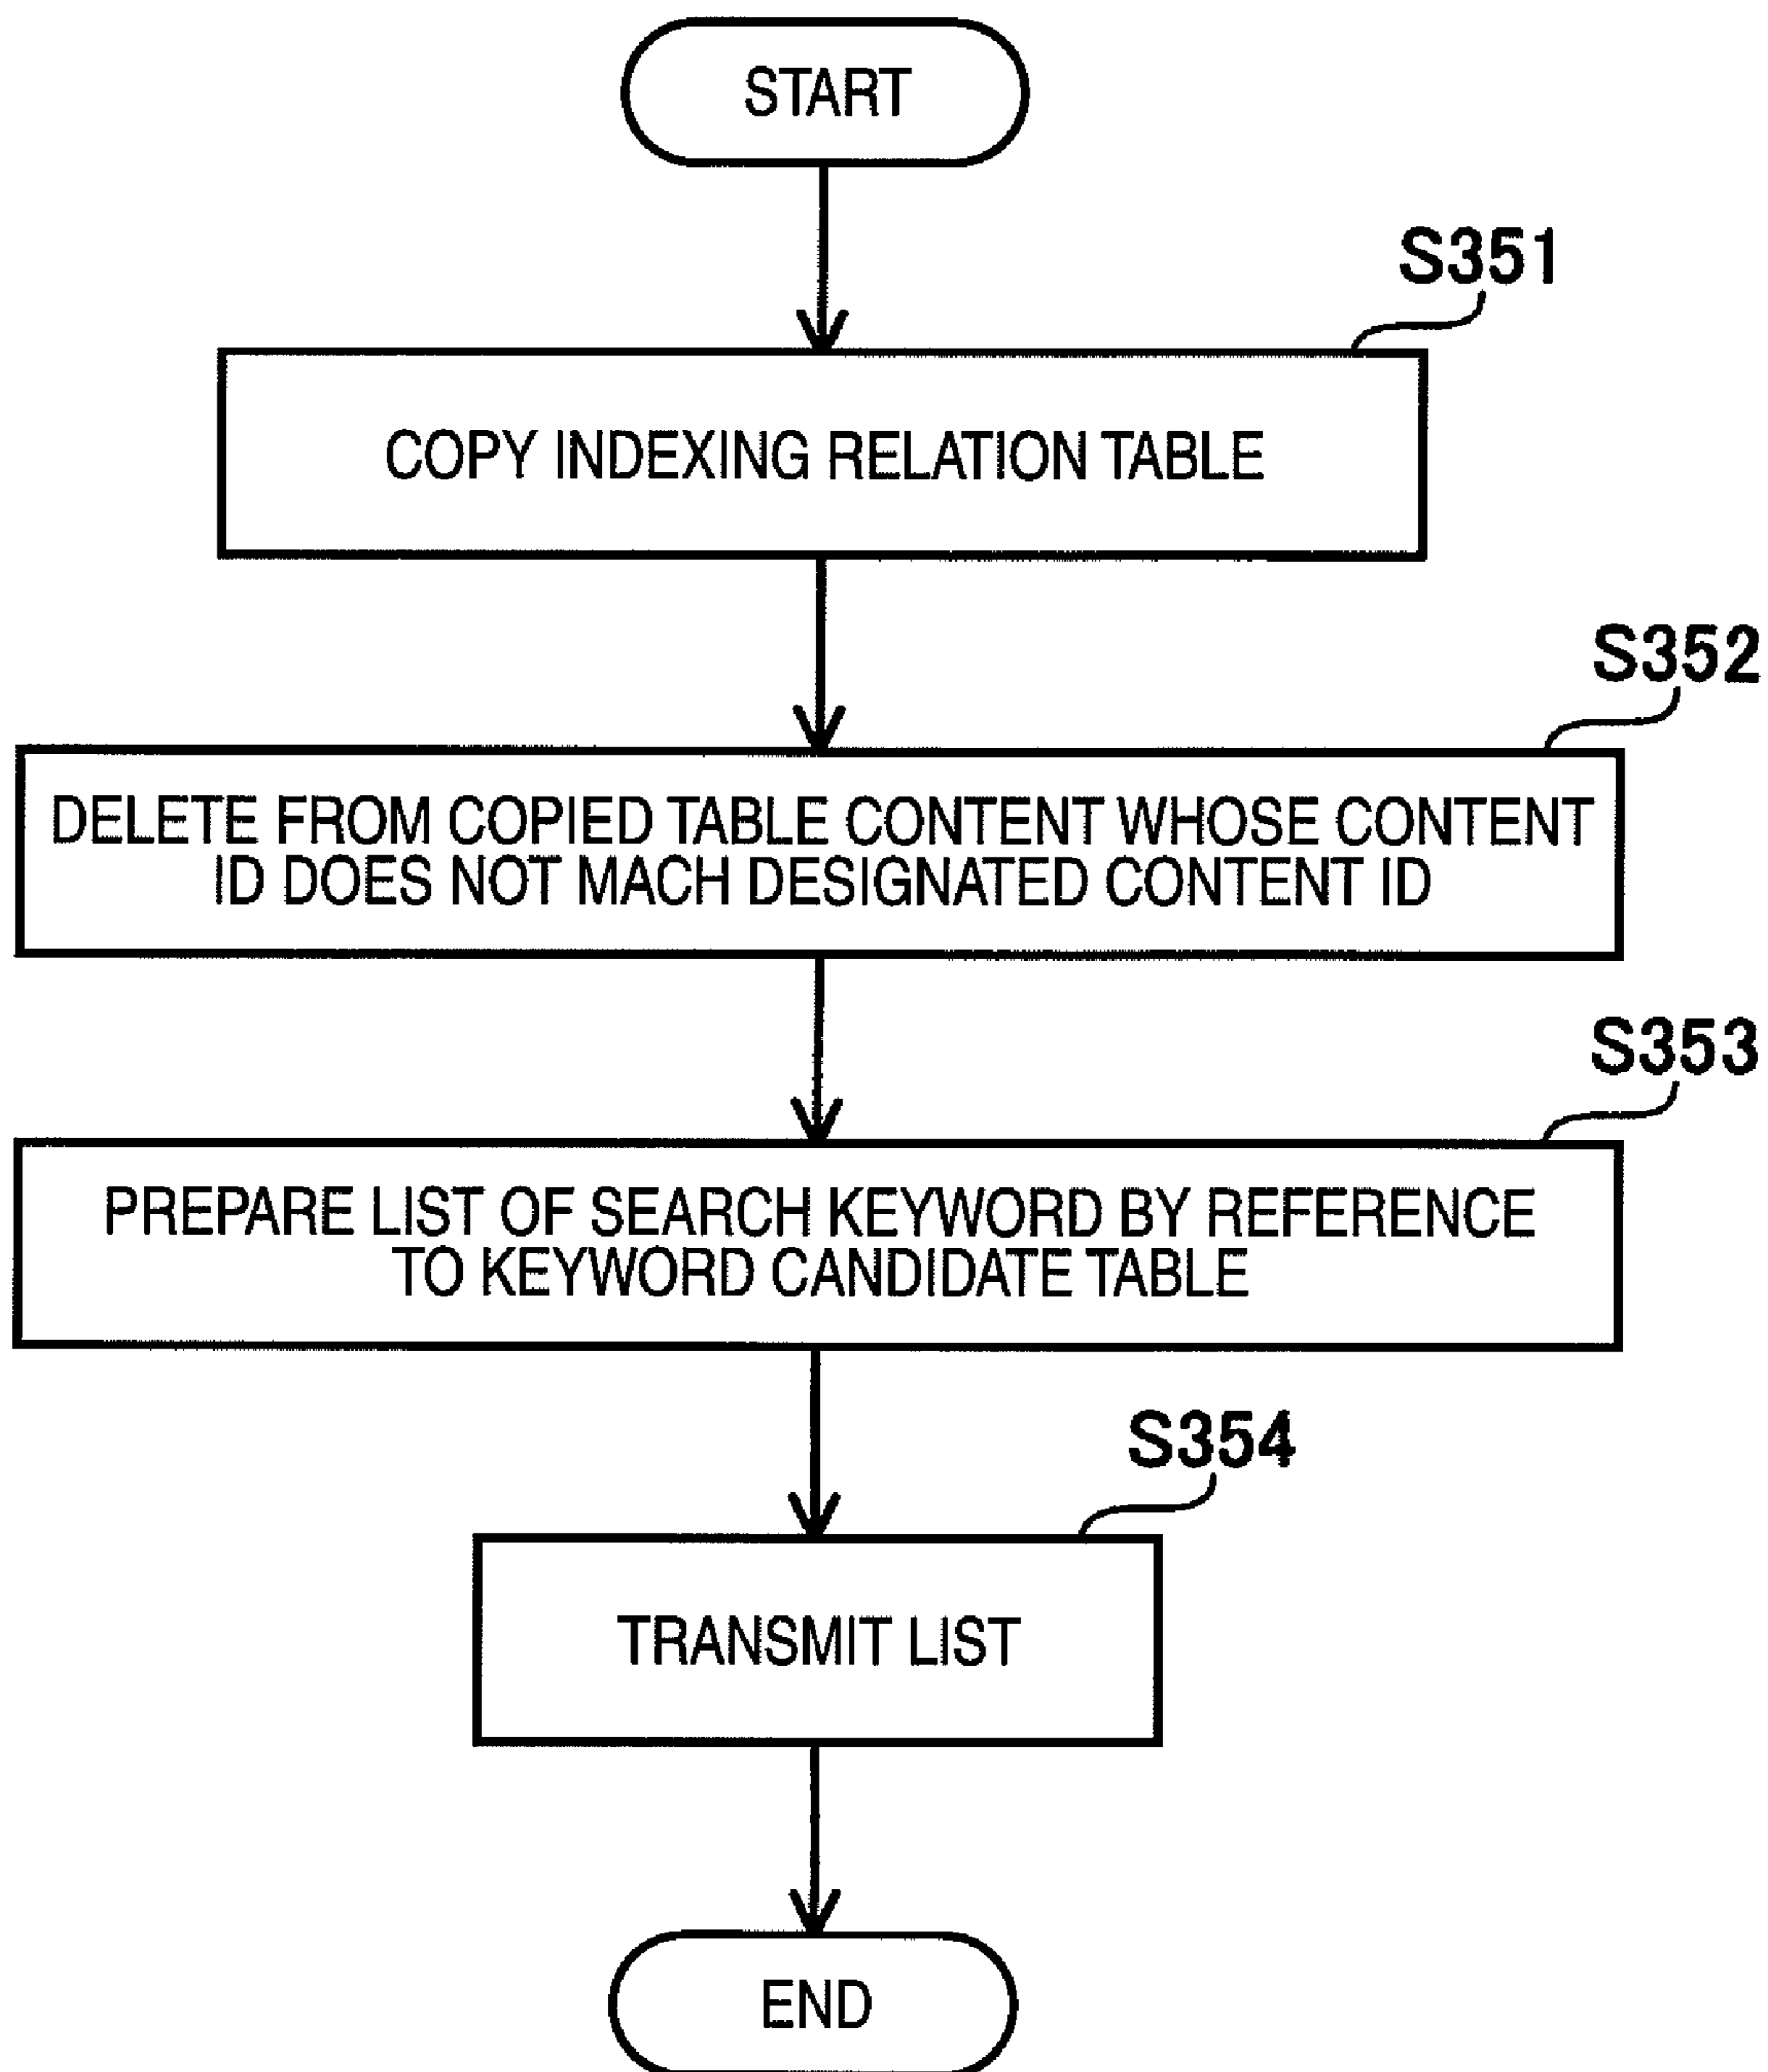 START
S351
COPY INDEXING RELATION TABLE
S352
DELETE FROM COPIED TABLE CONTENT WHOSE CONTENT
ID DOES NOT MACH DESIGNATED CONTENT ID
S353
PREPARE LIST OF SEARCH KEYWORD BY REFERENCE
TO KEYWORD CANDIDATE TABLE
S354
TRANSMIT LIST
END